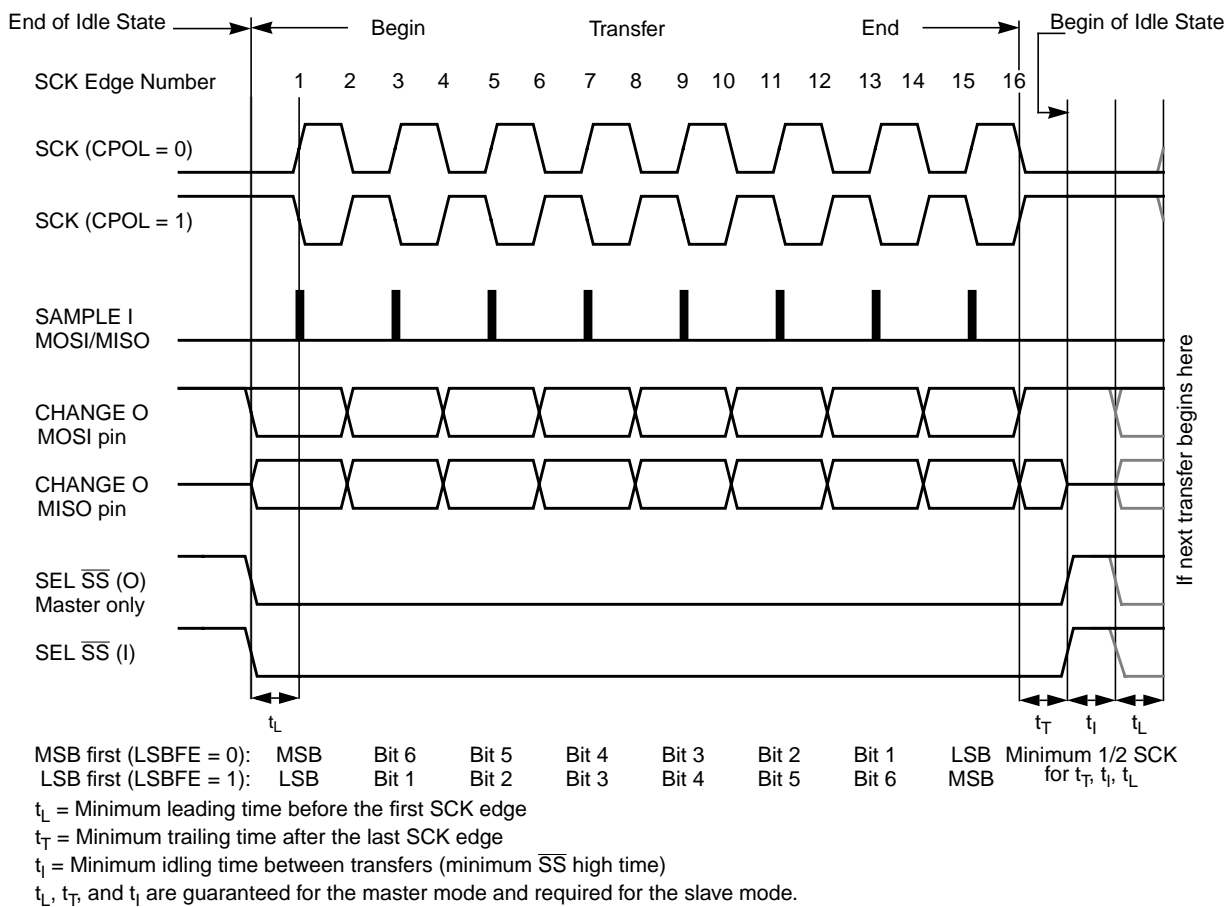 End of Idle State
Begin
Transfer
End
Begin of Idle State
SCK Edge Number
1 2 3 4 5 6 7 8 9 10 11 12 13 14 15 16
SCK (CPOL = 0)
SCK (CPOL = 1)
SAMPLE I
MOSI/MISO
CHANGE O
MOSI pin
CHANGE O
MISO pin
SEL S̅S̅ (O)
Master only
SEL S̅S̅ (I)
If next transfer begins here
tL tT tI tL
MSB first (LSBFE = 0): MSB Bit 6 Bit 5 Bit 4 Bit 3 Bit 2 Bit 1 LSB
LSB first (LSBFE = 1): LSB Bit 1 Bit 2 Bit 3 Bit 4 Bit 5 Bit 6 MSB
Minimum 1/2 SCK
for tT, tI, tL
tL = Minimum leading time before the first SCK edge
tT = Minimum trailing time after the last SCK edge
tI = Minimum idling time between transfers (minimum S̅S̅ high time)
tL, tT, and tI are guaranteed for the master mode and required for the slave mode.